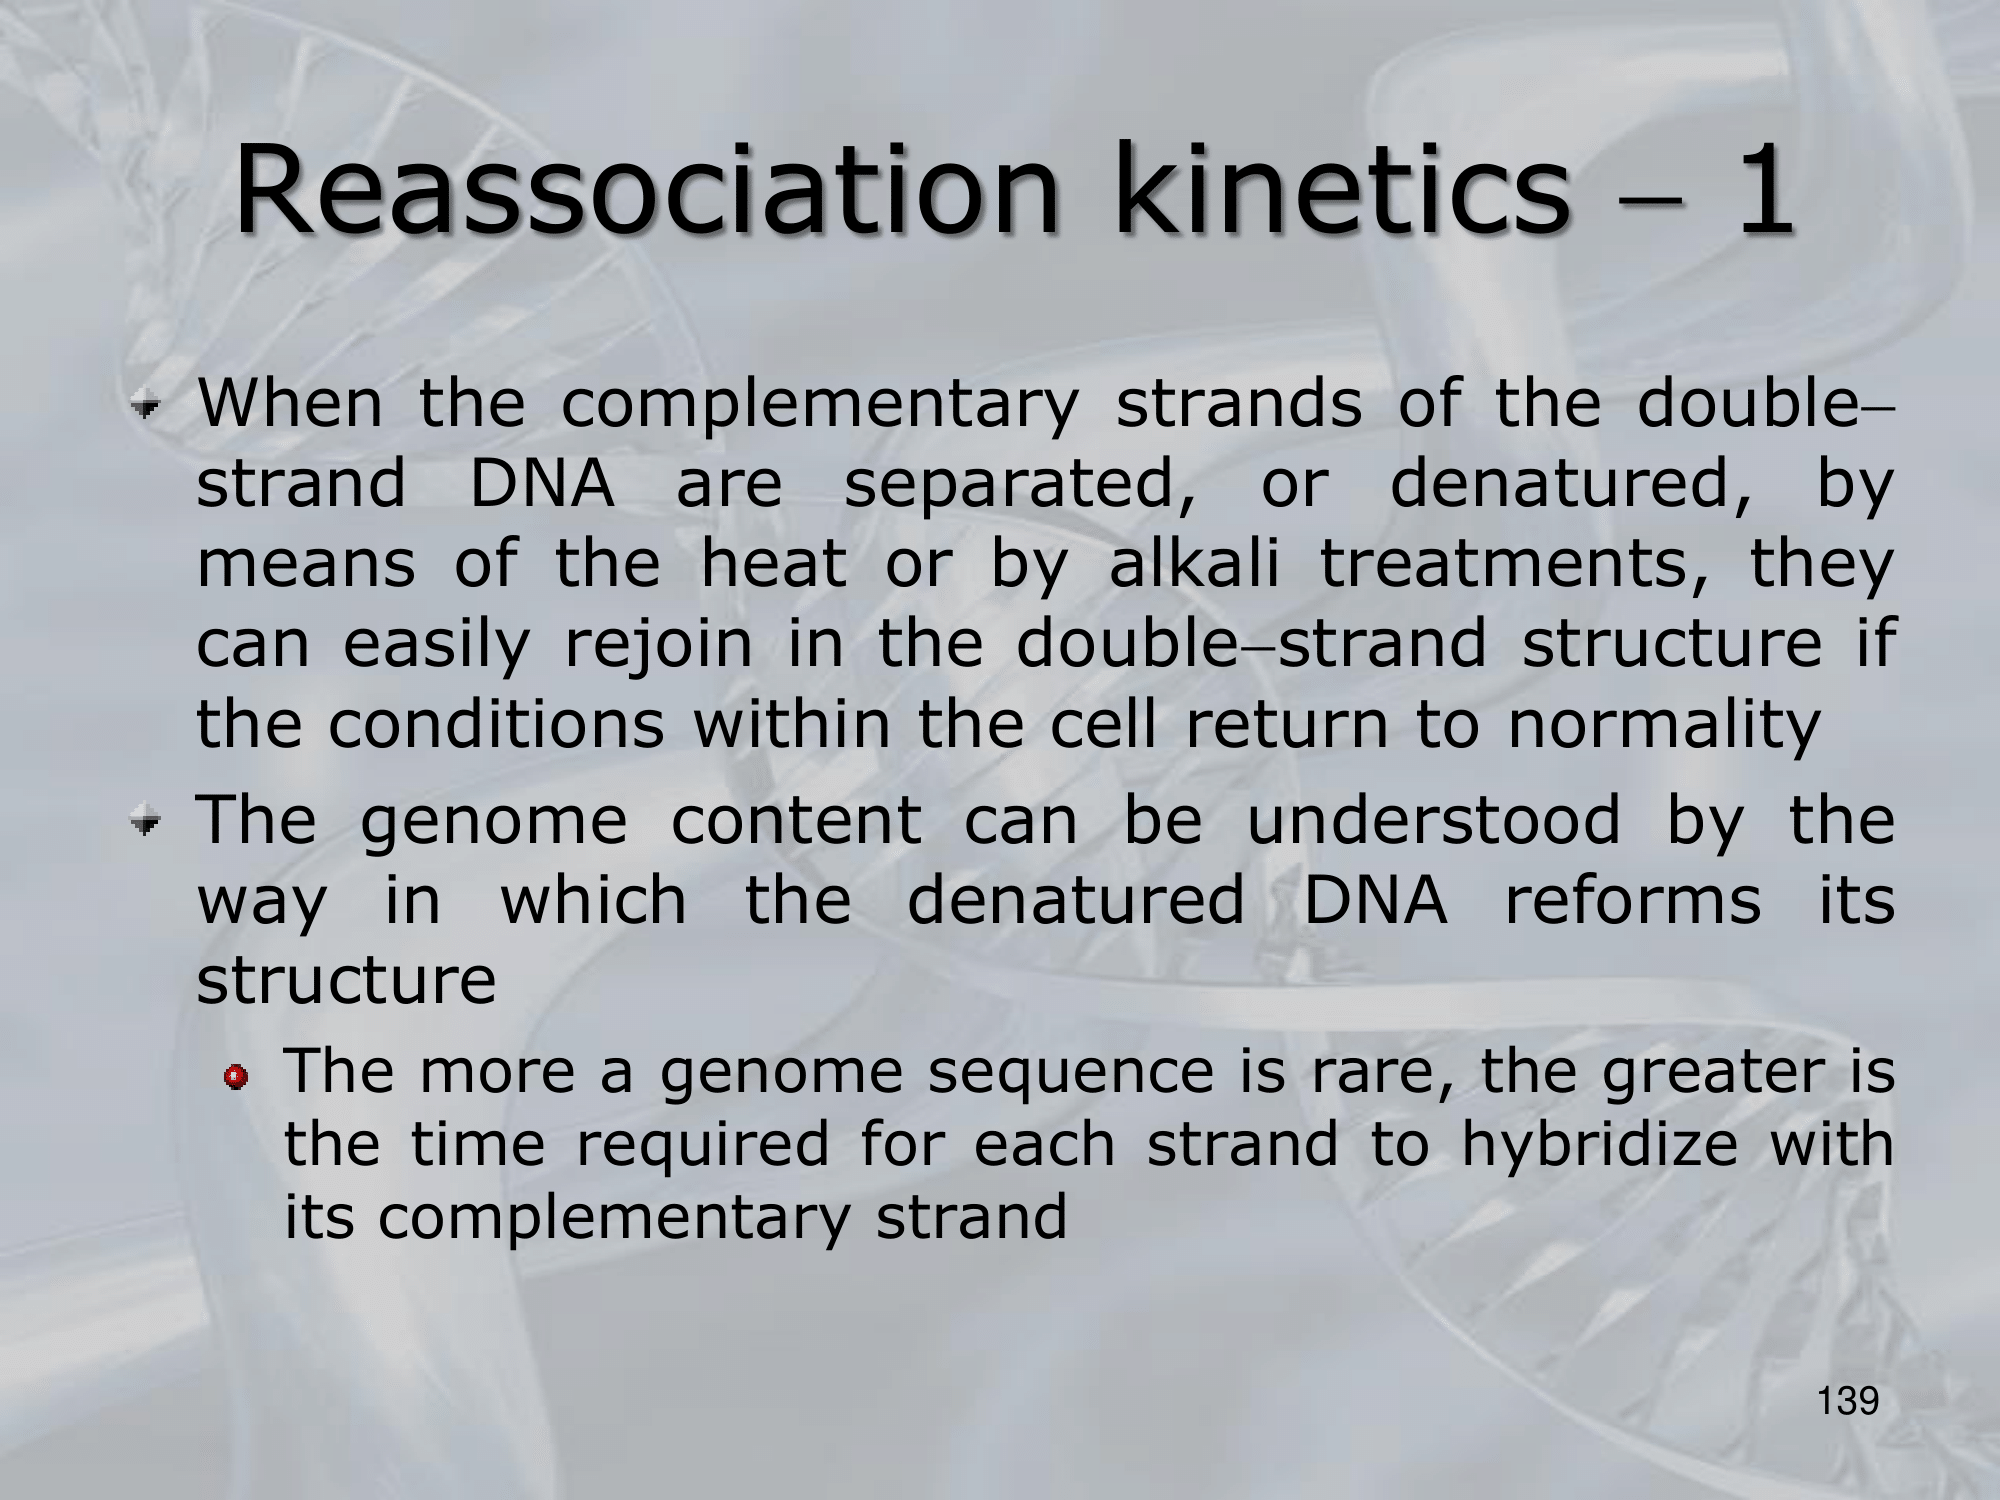 Reassociation kinetics – 1
When the complementary strands of the double–
strand DNA are separated, or denatured, by
means of the heat or by alkali treatments, they
can easily rejoin in the double–strand structure if
the conditions within the cell return to normality
The genome content can be understood by the
way in which the denatured DNA reforms its
structure
The more a genome sequence is rare, the greater is
the time required for each strand to hybridize with
its complementary strand
139